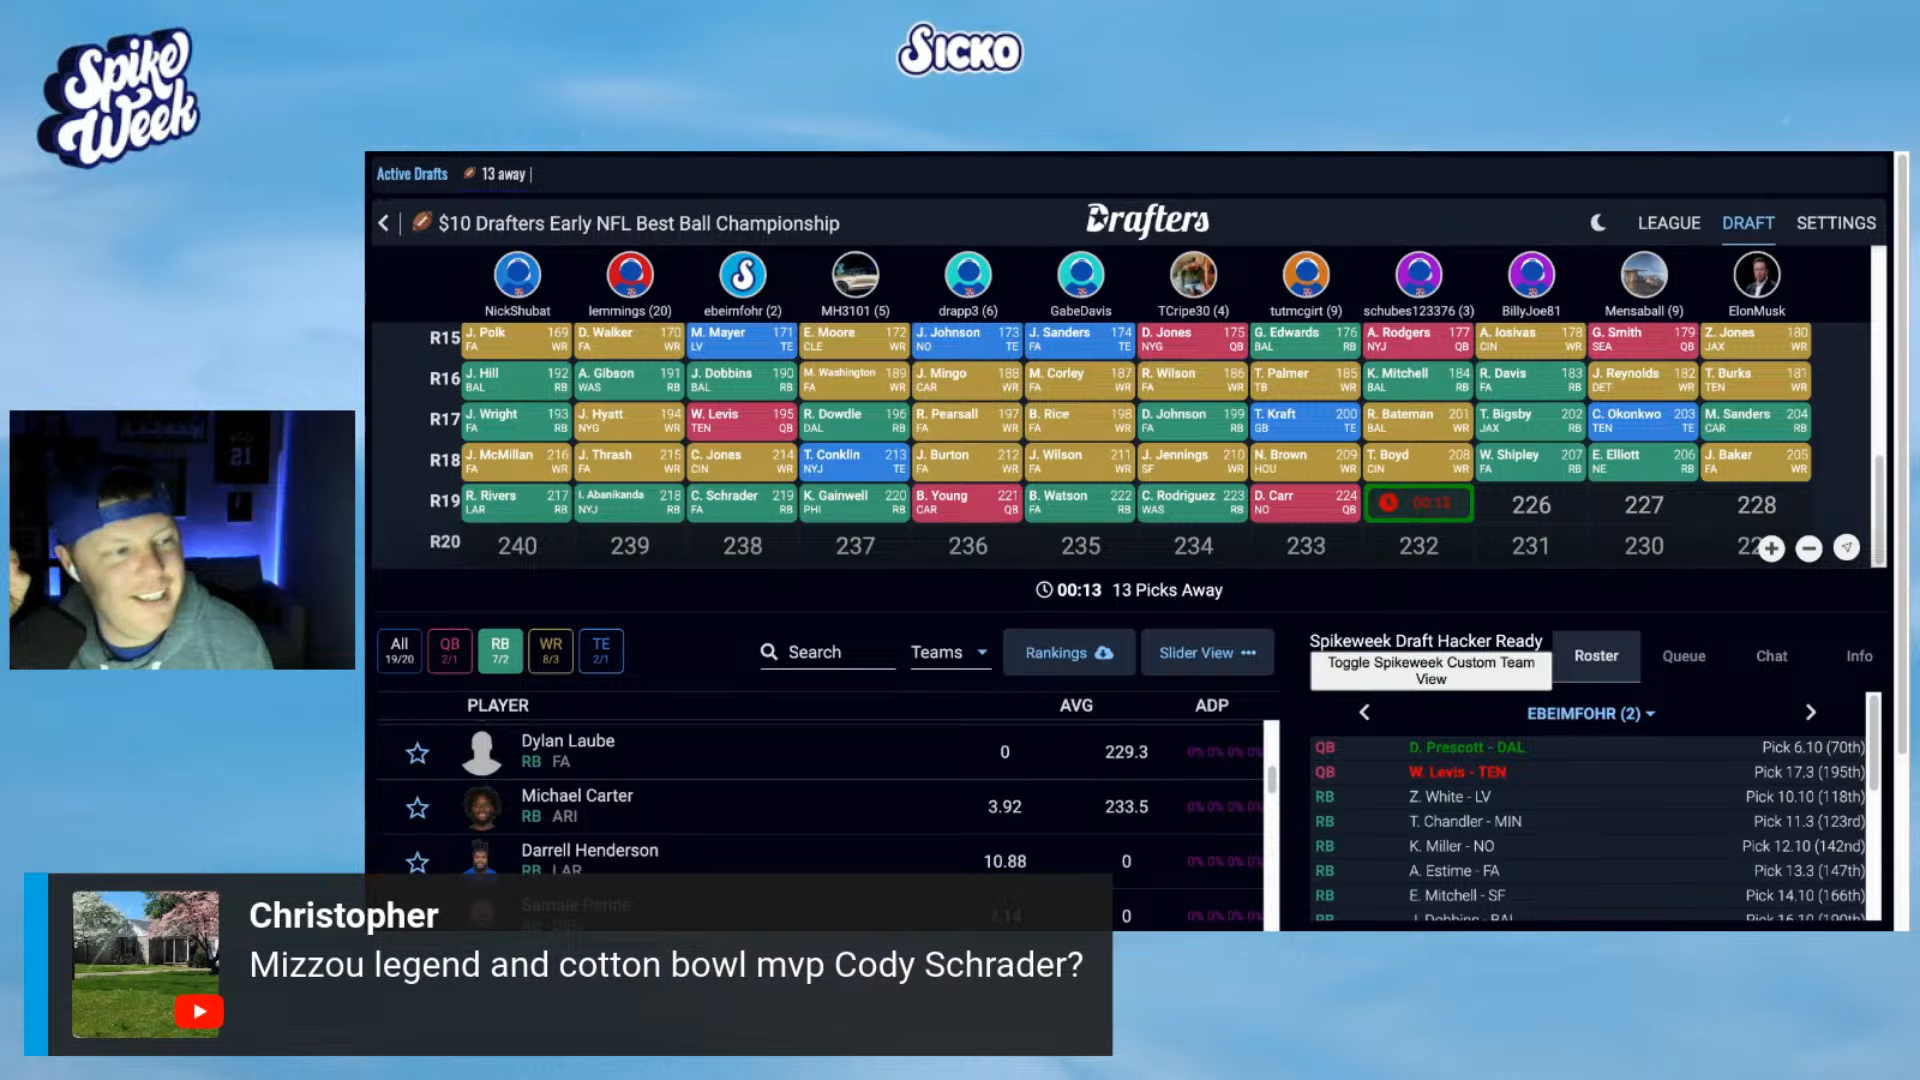 Spike Week
SICKO
Active Drafts 13 away |
$10 Drafters Early NFL Best Ball Championship
Drafters
LEAGUE DRAFT SETTINGS
NickShubat lemmings (20) ebeimfohr (2) MH3101 (5) drapp3 (6) GabeDavis TCripe30 (4) tutmcgirt (9) schubes123376 (3) BillyJoe81 Mensaball (9) ElonMusk
R15 J. Polk 169 D. Walker 170 M. Mayer 171 E. Moore 172 J. Johnson 173 J. Sanders 174 D. Jones 175 G. Edwards 176 A. Rodgers 177 A. Iosivas 178 G. Smith 179 Z. Jones 180
FA WR FA WR LV TE CLE WR NO TE FA TE NYG QB BAL RB NYJ QB CIN WR SEA QB JAX WR
R16 J. Hill 192 A. Gibson 191 J. Dobbins 190 M. Washington 189 J. Mingo 188 M. Corley 187 R. Wilson 186 T. Palmer 185 K. Mitchell 184 R. Davis 183 J. Reynolds 182 T. Burks 181
BAL RB WAS RB BAL RB FA WR CAR WR FA WR FA WR TB WR BAL RB FA RB DET WR TEN WR
R17 J. Wright 193 J. Hyatt 194 W. Levis 195 R. Dowdle 196 R. Pearsall 197 B. Rice 198 D. Johnson 199 T. Kraft 200 R. Bateman 201 T. Bigsby 202 C. Okonkwo 203 M. Sanders 204
FA RB NYG WR TEN QB DAL RB FA WR FA WR FA RB GB TE BAL WR JAX RB TEN TE CAR RB
R18 J. McMillan 216 J. Thrash 215 C. Jones 214 T. Conklin 213 J. Burton 212 J. Wilson 211 J. Jennings 210 N. Brown 209 T. Boyd 208 W. Shipley 207 E. Elliott 206 J. Baker 205
FA WR FA WR CIN WR NYJ TE FA WR FA WR SF WR HOU WR CIN WR FA RB NE RB FA WR
R19 R. Rivers 217 I. Abanikanda 218 C. Schrader 219 K. Gainwell 220 B. Young 221 B. Watson 222 C. Rodriguez 223 D. Carr 224 00:13 226 227 228
LAR RB NYJ RB FA RB PHI RB CAR QB FA RB WAS RB NO QB
R20 240 239 238 237 236 235 234 233 232 231 230
00:13 13 Picks Away
All QB RB WR TE
19/20 2/1 7/2 8/3 2/1
Search Teams Rankings Slider View
Spikeweek Draft Hacker Ready
Toggle Spikeweek Custom Team View
Roster Queue Chat Info
PLAYER AVG ADP
Dylan Laube 0 229.3
RB FA
Michael Carter 3.92 233.5
RB ARI
Darrell Henderson 10.88 0
RB LAR
Samaje Perine 7.14 0
EBEIMFOHR (2)
QB D. Prescott - DAL Pick 6.10 (70th)
QB W. Levis - TEN Pick 17.3 (195th)
RB Z. White - LV Pick 10.10 (118th)
RB T. Chandler - MIN Pick 11.3 (123rd)
RB K. Miller - NO Pick 12.10 (142nd)
RB A. Estime - FA Pick 13.3 (147th)
RB E. Mitchell - SF Pick 14.10 (166th)
RB J. Dobbins - BAL Pick 16.10 (190th)
Christopher
Mizzou legend and cotton bowl mvp Cody Schrader?